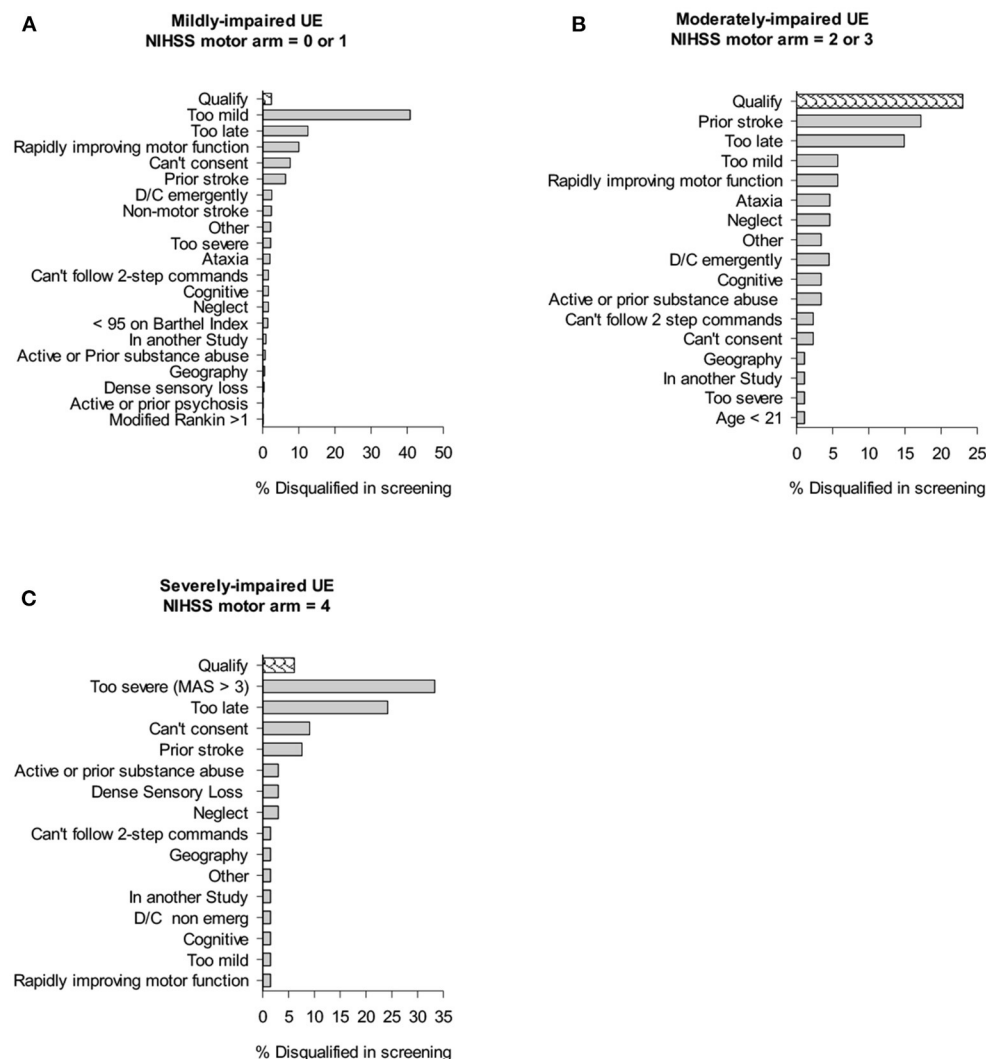 A
Mildly-impaired UE
NIHSS motor arm = 0 or 1
Qualify
Too mild
Too late
Rapidly improving motor function
Can't consent
Prior stroke
D/C emergently
Non-motor stroke
Other
Too severe
Ataxia
Can't follow 2-step commands
Cognitive
Neglect
< 95 on Barthel Index
In another Study
Active or Prior substance abuse
Geography
Dense sensory loss
Active or prior psychosis
Modified Rankin >1
0 10 20 30 40 50
% Disqualified in screening
B
Moderately-impaired UE
NIHSS motor arm = 2 or 3
Qualify
Prior stroke
Too late
Too mild
Rapidly improving motor function
Ataxia
Neglect
Other
D/C emergently
Cognitive
Active or prior substance abuse
Can't follow 2 step commands
Can't consent
Geography
In another Study
Too severe
Age < 21
0 5 10 15 20 25
% Disqualified in screening
C
Severely-impaired UE
NIHSS motor arm = 4
Qualify
Too severe (MAS > 3)
Too late
Can't consent
Prior stroke
Active or prior substance abuse
Dense Sensory Loss
Neglect
Can't follow 2-step commands
Geography
Other
In another Study
D/C non emerg
Cognitive
Too mild
Rapidly improving motor function
0 5 10 15 20 25 30 35
% Disqualified in screening